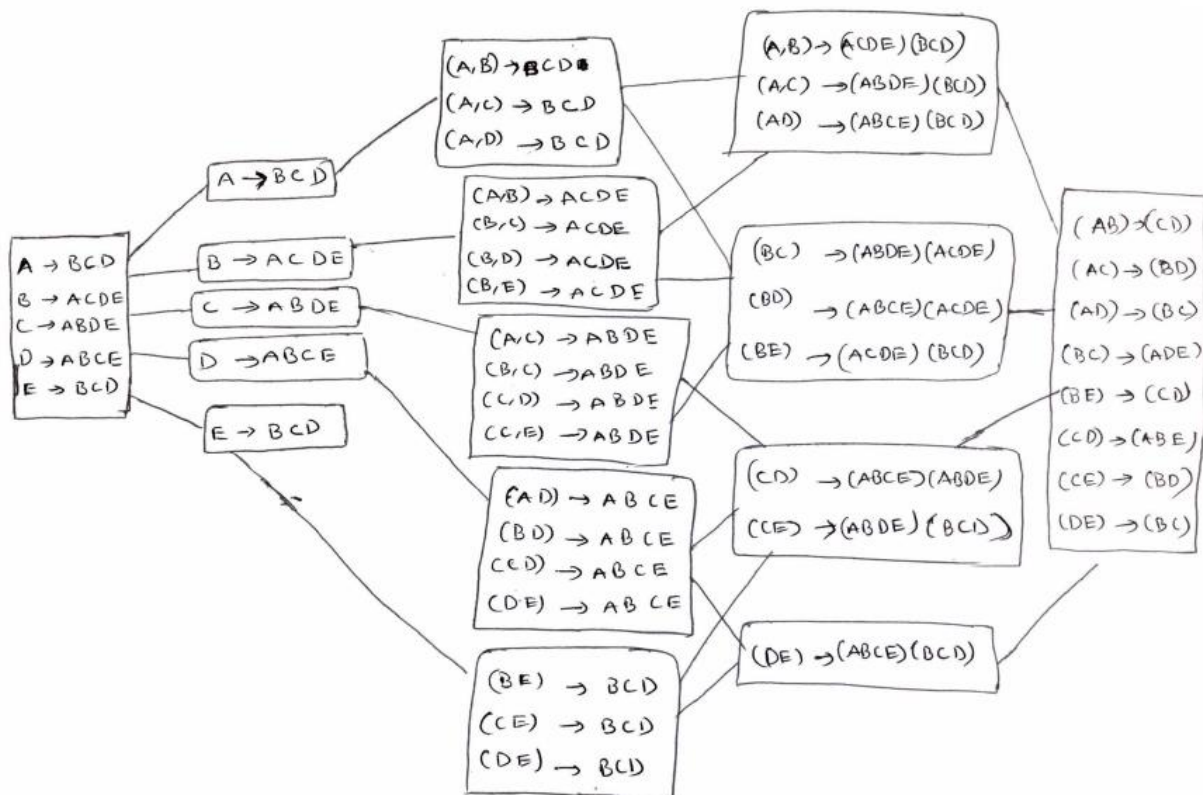 A → BCD
B → ACDE
C → ABDE
D → ABCE
E → BCD
A → BCD
B → ACDE
C → ABDE
D → ABCE
E → BCD
(A,B) → BCD
(A,C) → BCD
(A,D) → BCD
(A,B) → ACDE
(B,C) → ACDE
(B,D) → ACDE
(B,E) → ACDE
(A,C) → ABDE
(B,C) → ABDE
(C,D) → ABDE
(C,E) → ABDE
(AD) → ABCE
(BD) → ABCE
(CD) → ABCE
(DE) → ABCE
(BE) → BCD
(CE) → BCD
(DE) → BCD
(A,B) → (ACDE)(BCD)
(A,C) → (ABDE)(BCD)
(AD) → (ABCE)(BCD)
(BC) → (ABDE)(ACDE)
(BD) → (ABCE)(ACDE)
(BE) → (ACDE)(BCD)
(CD) → (ABCE)(ABDE)
(CE) → (ABDE)(BCD)
(DE) → (ABCE)(BCD)
(AB) → (CD)
(AC) → (BD)
(AD) → (BC)
(BC) → (ADE)
(BE) → (CD)
(CD) → (ABE)
(CE) → (BD)
(DE) → (BC)